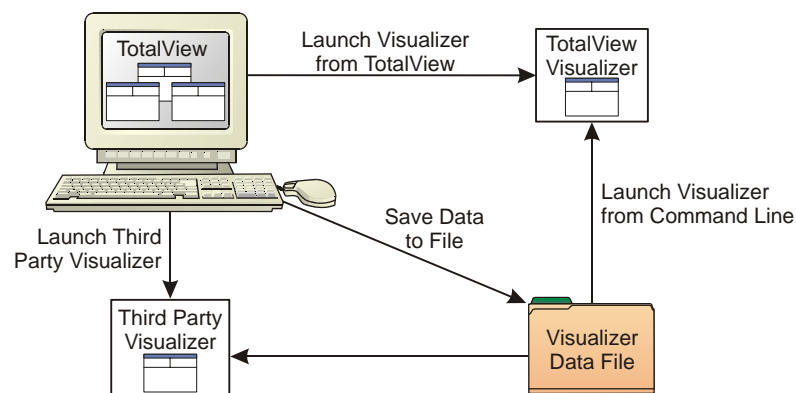 TotalView
Launch Visualizer
from TotalView
TotalView
Visualizer
Save Data
to File
Launch Visualizer
from Command Line
Launch Third
Party Visualizer
Third Party
Visualizer
Visualizer
Data File